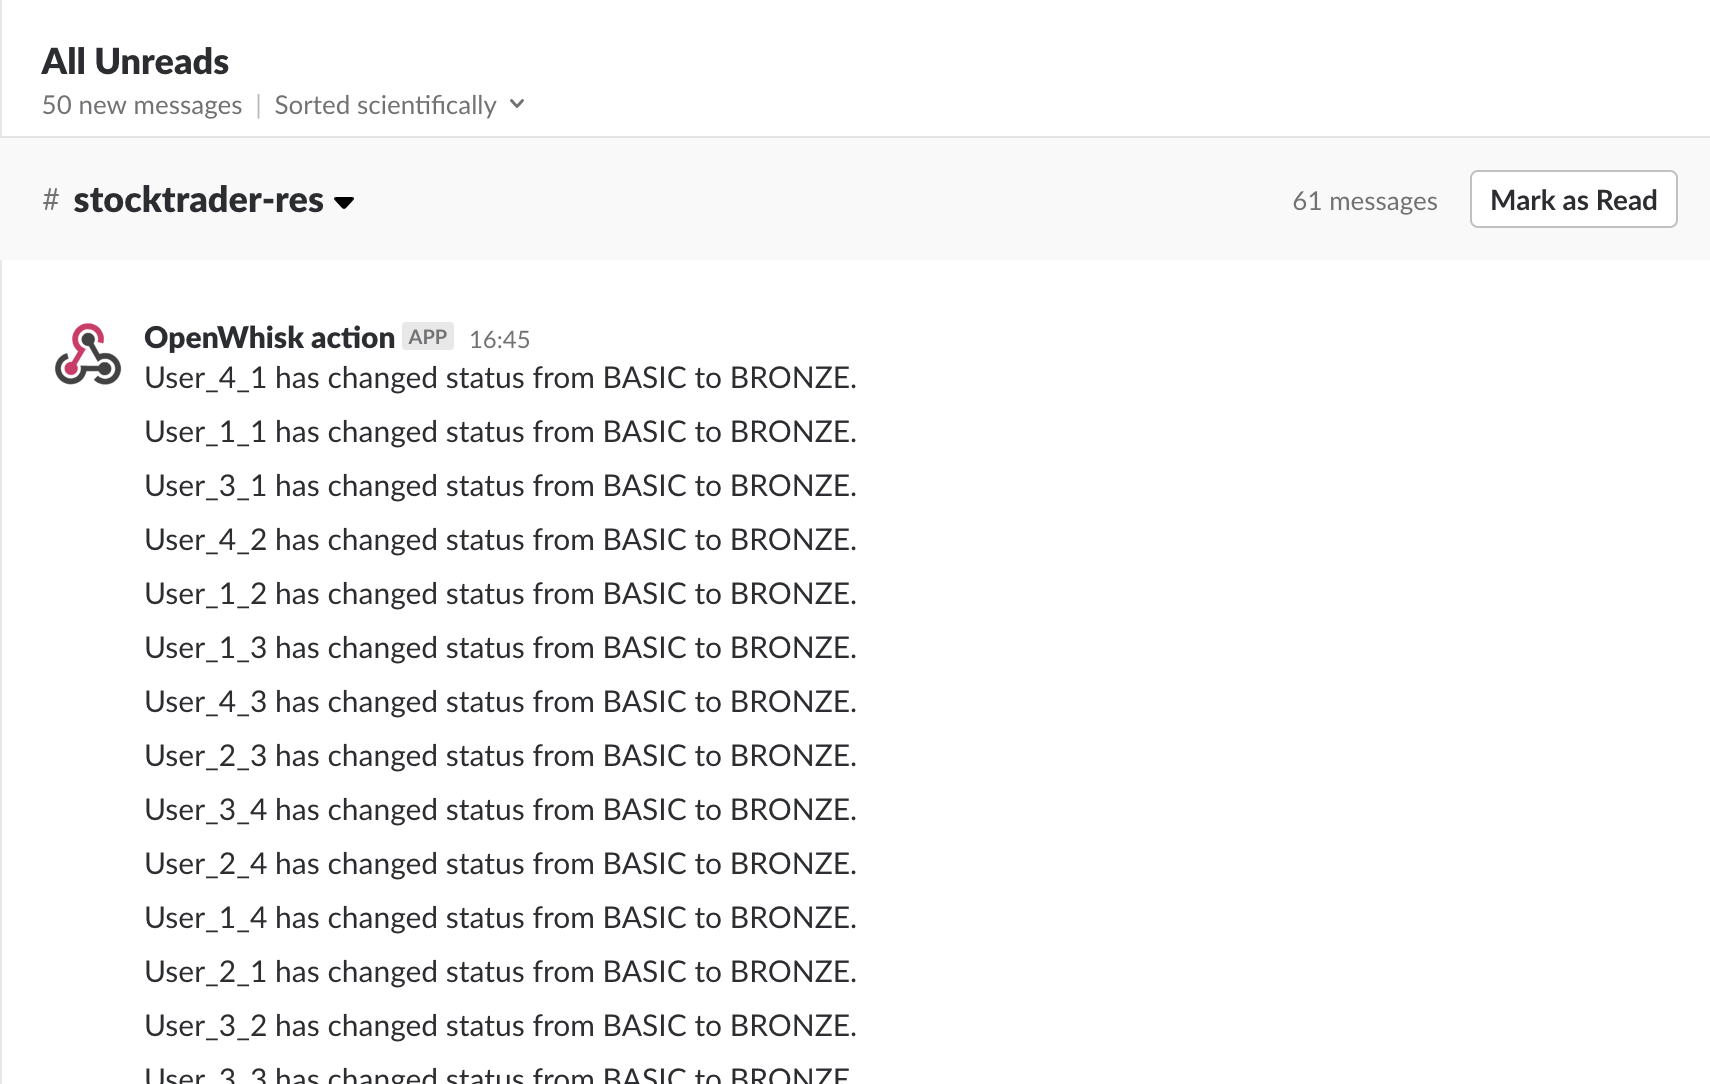 All Unreads
50 new messages | Sorted scientifically
# stocktrader-res 61 messages Mark as Read
OpenWhisk action APP 16:45
User_4_1 has changed status from BASIC to BRONZE.
User_1_1 has changed status from BASIC to BRONZE.
User_3_1 has changed status from BASIC to BRONZE.
User_4_2 has changed status from BASIC to BRONZE.
User_1_2 has changed status from BASIC to BRONZE.
User_1_3 has changed status from BASIC to BRONZE.
User_4_3 has changed status from BASIC to BRONZE.
User_2_3 has changed status from BASIC to BRONZE.
User_3_4 has changed status from BASIC to BRONZE.
User_2_4 has changed status from BASIC to BRONZE.
User_1_4 has changed status from BASIC to BRONZE.
User_2_1 has changed status from BASIC to BRONZE.
User_3_2 has changed status from BASIC to BRONZE.
User_3_3 has changed status from BASIC to BRONZE